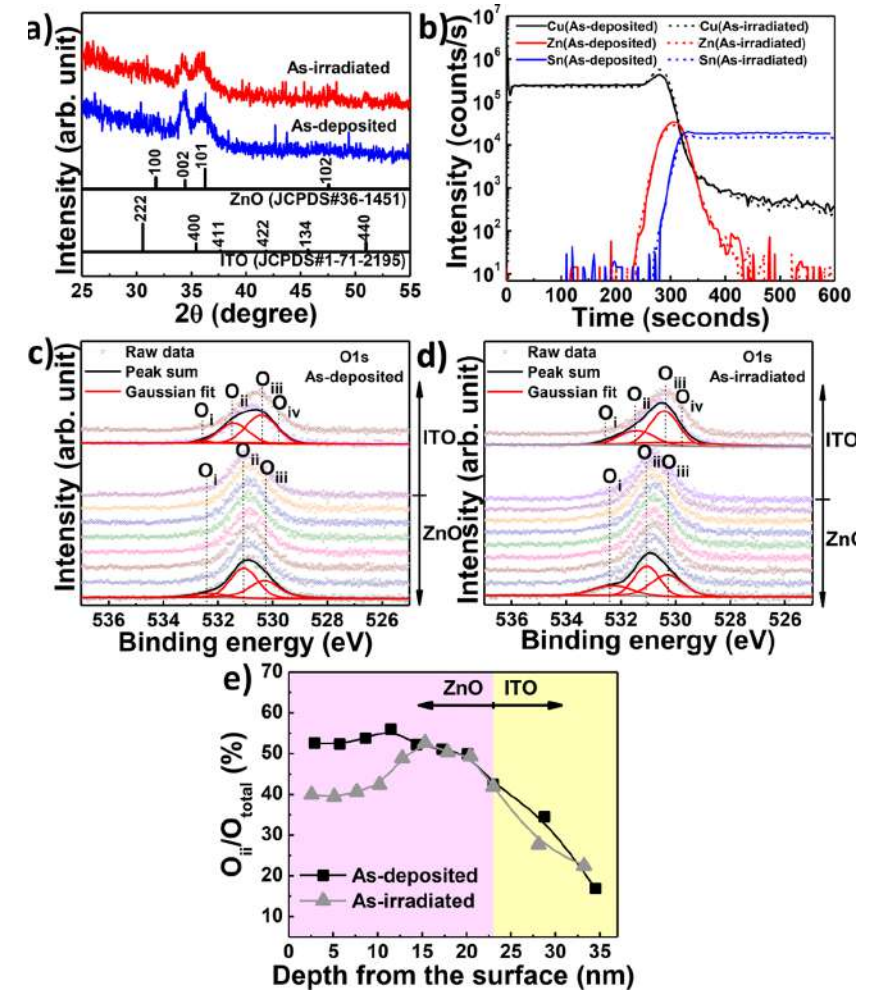 a)
Intensity (arb. unit)
As-irradiated
As-deposited
100
002
101
102
ZnO (JCPDS#36-1451)
222
400
411
422
134
440
ITO (JCPDS#1-71-2195)
25 30 35 40 45 50 55
2θ (degree)
b)
Intensity (counts/s)
10⁷
10⁶
10⁵
10⁴
10³
10²
10¹
Cu(As-deposited) Cu(As-irradiated)
Zn(As-deposited) Zn(As-irradiated)
Sn(As-deposited) Sn(As-irradiated)
0 100 200 300 400 500 600
Time (seconds)
c)
Intensity (arb. unit)
Raw data
Peak sum
Gaussian fit
O1s
As-deposited
Oi Oii Oiii Oiv
ITO
Oi Oii Oiii
ZnO
536 534 532 530 528 526
Binding energy (eV)
d)
Intensity (arb. unit)
Raw data
Peak sum
Gaussian fit
O1s
As-irradiated
Oi Oii Oiii Oiv
ITO
Oi Oii Oiii
ZnO
536 534 532 530 528 526
Binding energy (eV)
e)
Oii/Ototal (%)
70
60
50
40
30
20
10
ZnO ITO
As-deposited
As-irradiated
0 5 10 15 20 25 30 35
Depth from the surface (nm)